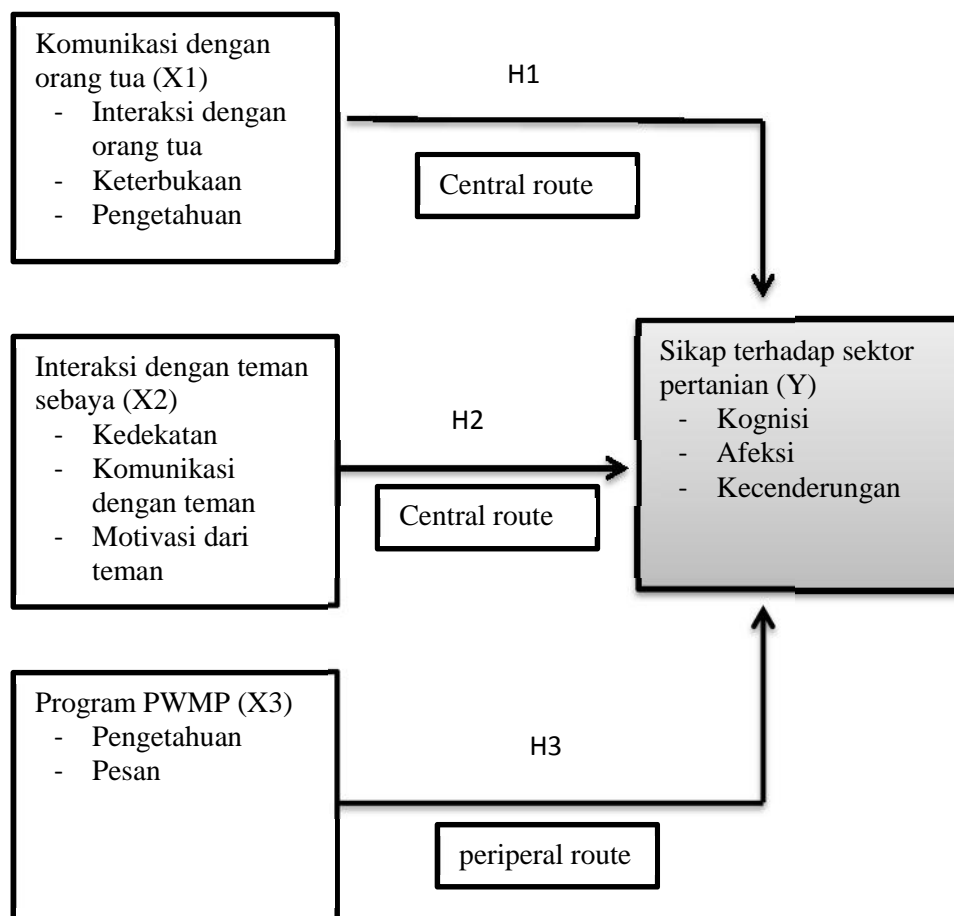 Komunikasi dengan
orang tua (X1)
- Interaksi dengan
orang tua
- Keterbukaan
- Pengetahuan
H1
Central route
Interaksi dengan teman
sebaya (X2)
- Kedekatan
- Komunikasi
dengan teman
- Motivasi dari
teman
H2
Central route
Sikap terhadap sektor
pertanian (Y)
- Kognisi
- Afeksi
- Kecenderungan
Program PWMP (X3)
- Pengetahuan
- Pesan
H3
periperal route